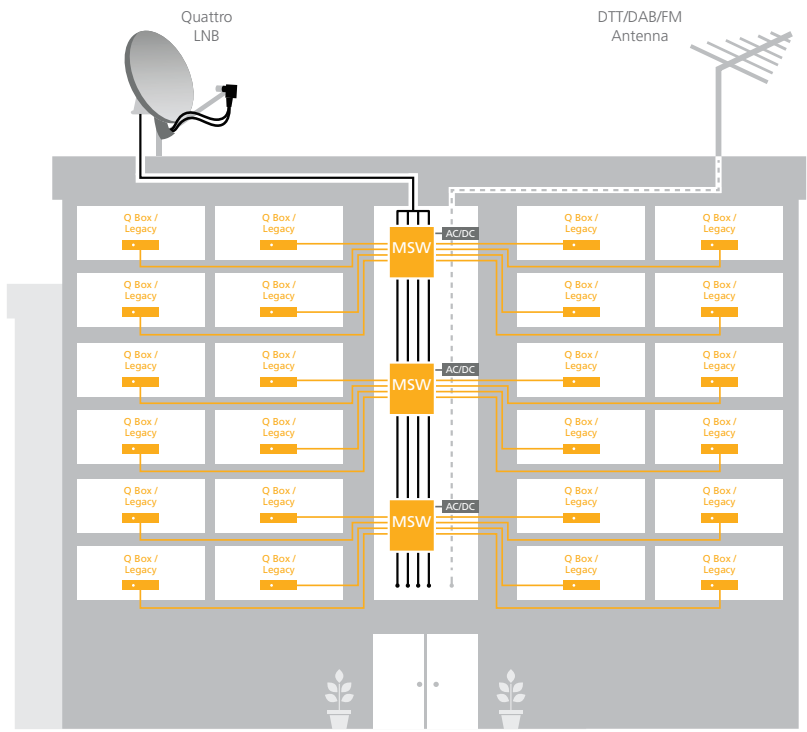 Quattro
LNB
DTT/DAB/FM
Antenna
Q Box /
Legacy
Q Box /
Legacy
AC/DC
MSW
Q Box /
Legacy
Q Box /
Legacy
Q Box /
Legacy
Q Box /
Legacy
Q Box /
Legacy
Q Box /
Legacy
Q Box /
Legacy
Q Box /
Legacy
AC/DC
MSW
Q Box /
Legacy
Q Box /
Legacy
Q Box /
Legacy
Q Box /
Legacy
Q Box /
Legacy
Q Box /
Legacy
Q Box /
Legacy
Q Box /
Legacy
AC/DC
MSW
Q Box /
Legacy
Q Box /
Legacy
Q Box /
Legacy
Q Box /
Legacy
Q Box /
Legacy
Q Box /
Legacy